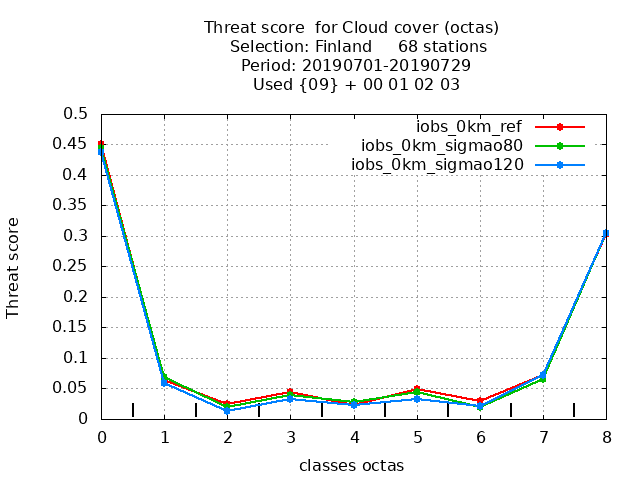 Threat score  for Cloud cover (octas)
Selection: Finland     68 stations
Period: 20190701-20190729
Used {09} + 00 01 02 03
iobs_0km_ref
iobs_0km_sigmao80
iobs_0km_sigmao120
Threat score
0.5
0.45
0.4
0.35
0.3
0.25
0.2
0.15
0.1
0.05
0
0 1 2 3 4 5 6 7 8
classes octas